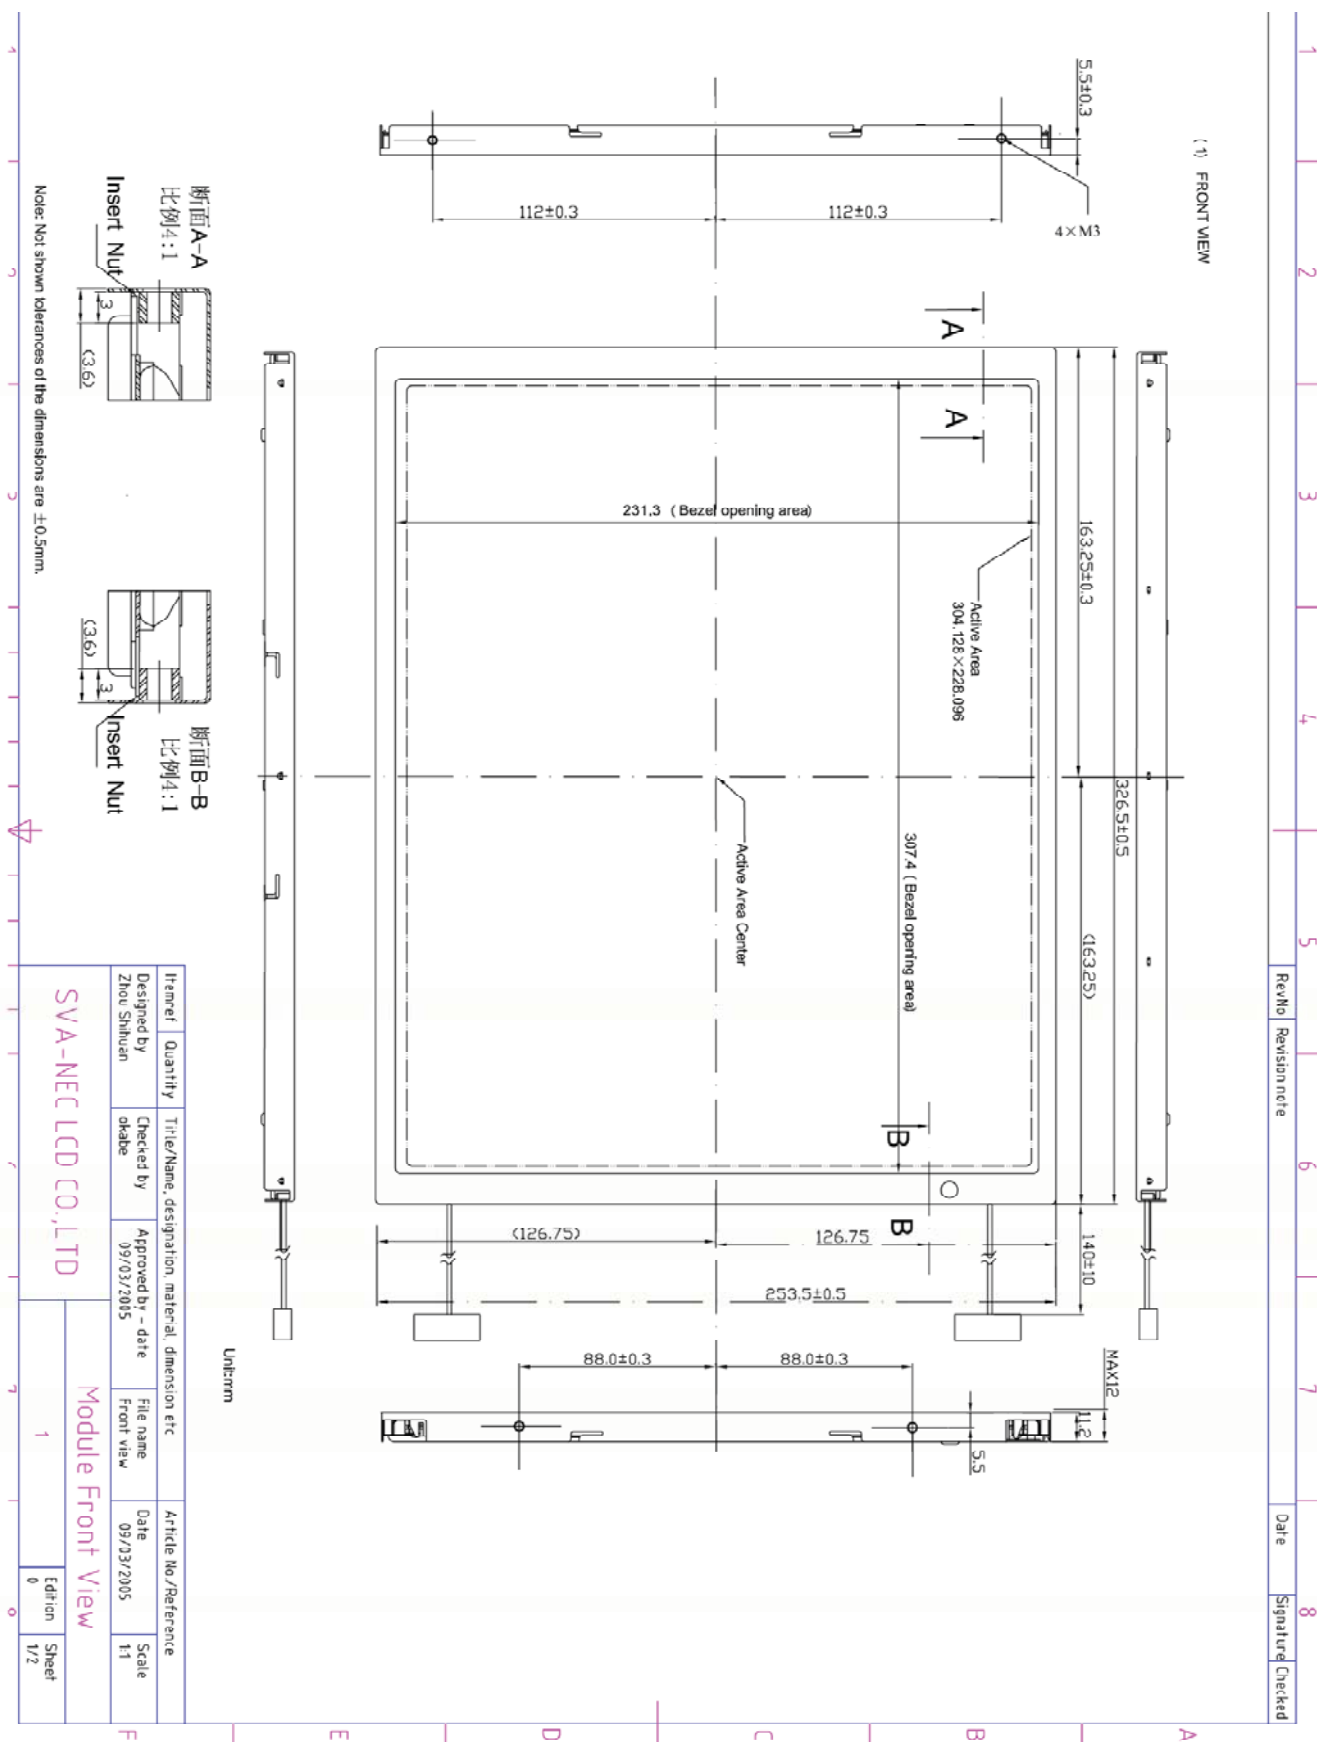 1
2
3
4
5
6
7
8
RevNo
Revision note
Date
Signature
Checked
(1) FRONT VIEW
A
B
C
D
E
F
326.5±0.5
163.25±0.3
(163.25)
140±10
5.5±0.3
4×M3
112±0.3
112±0.3
A
A
Active Area
304.128×228.096
231.3 ( Bezel opening area)
307.4 ( Bezel opening area)
Active Area Center
B
B
126.75
(126.75)
253.5±0.5
MAX12
11.2
5.5
88.0±0.3
88.0±0.3
断面A-A
比例4:1
Insert Nut
3
(3.6)
断面B-B
比例4:1
Insert Nut
3
(3.6)
Unit:mm
Note: Not shown tolerances of the dimensions are ±0.5mm.
Itemref
Quantity
Title/Name, designation, material, dimension etc
Article No./Reference
Designed by
Zhou Shihuan
Checked by
okabe
Approved by - date
09/03/2005
File name
Front view
Date
09/03/2005
Scale
1:1
SVA-NEC LCD CO.,LTD
Module Front View
1
Edition
0
Sheet
1/2